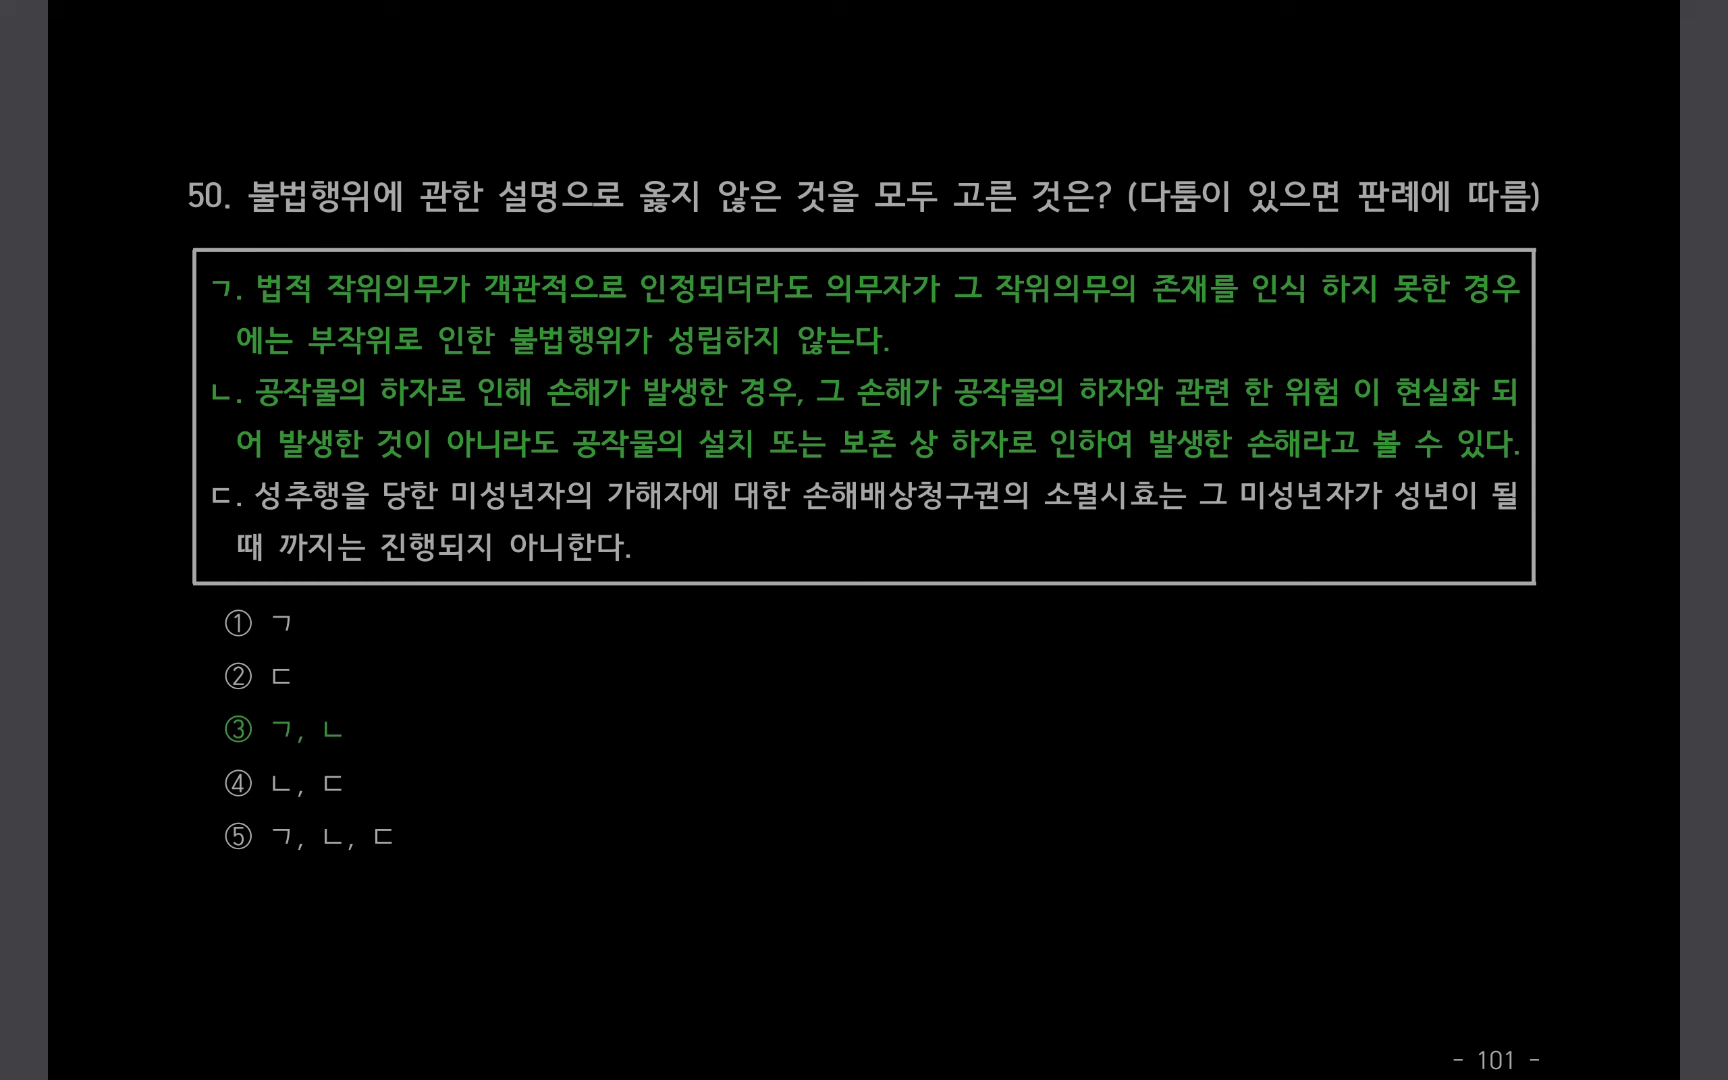 50. 불법행위에 관한 설명으로 옳지 않은 것을 모두 고른 것은? (다툼이 있으면 판례에 따름)
ㄱ. 법적 작위의무가 객관적으로 인정되더라도 의무자가 그 작위의무의 존재를 인식 하지 못한 경우
에는 부작위로 인한 불법행위가 성립하지 않는다.
ㄴ. 공작물의 하자로 인해 손해가 발생한 경우, 그 손해가 공작물의 하자와 관련 한 위험 이 현실화 되
어 발생한 것이 아니라도 공작물의 설치 또는 보존 상 하자로 인하여 발생한 손해라고 볼 수 있다.
ㄷ. 성추행을 당한 미성년자의 가해자에 대한 손해배상청구권의 소멸시효는 그 미성년자가 성년이 될
때 까지는 진행되지 아니한다.
① ㄱ
② ㄷ
③ ㄱ, ㄴ
④ ㄴ, ㄷ
⑤ ㄱ, ㄴ, ㄷ
- 101 -